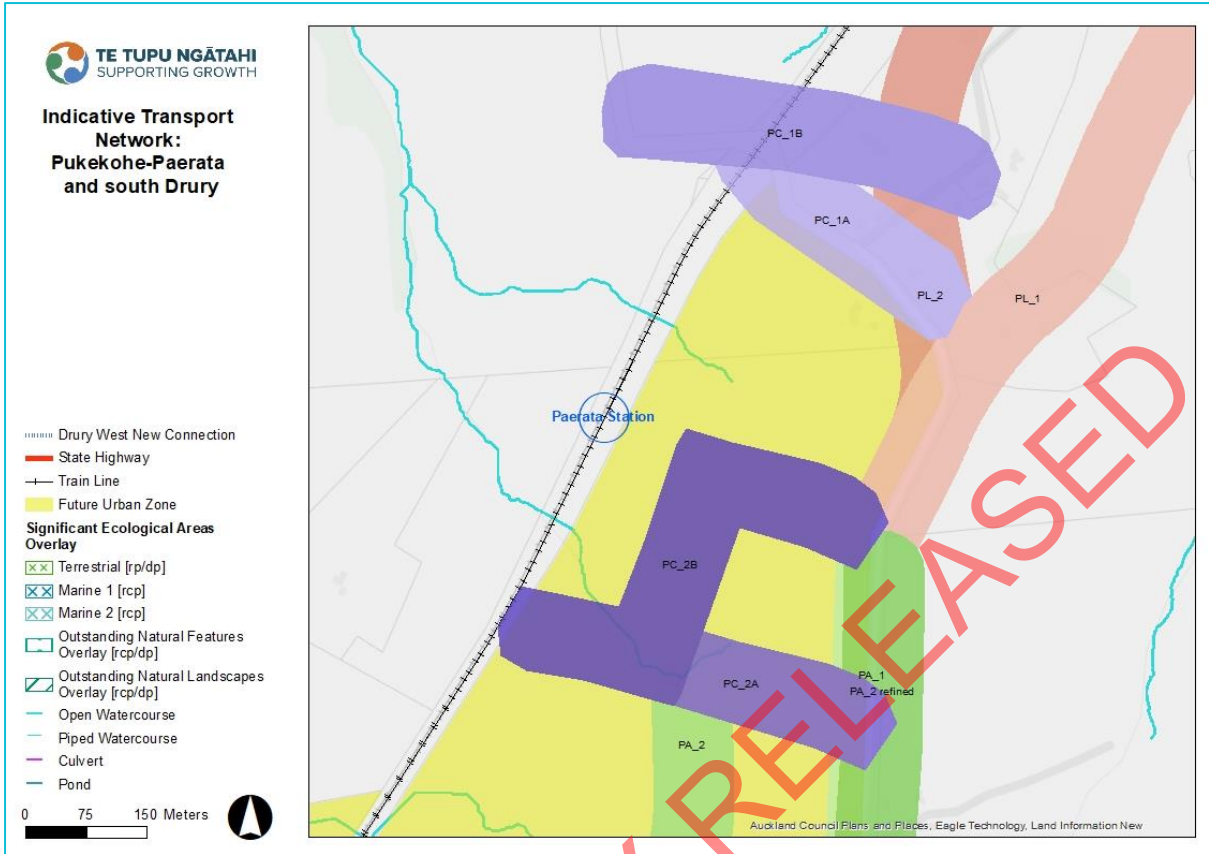 TE TUPU NGĀTAHI
SUPPORTING GROWTH
Indicative Transport
Network:
Pukekohe-Paerata
and south Drury
Drury West New Connection
State Highway
Train Line
Future Urban Zone
Significant Ecological Areas
Overlay
Terrestrial [rp/dp]
Marine 1 [rcp]
Marine 2 [rcp]
Outstanding Natural Features
Overlay [rcp/dp]
Outstanding Natural Landscapes
Overlay [rcp/dp]
Open Watercourse
Piped Watercourse
Culvert
Pond
0 75 150 Meters
PC_1B
PC_1A
PL_2
PL_1
Paerata Station
PC_2B
PA_1
PC_2A
PA_2 refined
PA_2
RELEASED
Auckland Council Plans and Places, Eagle Technology, Land Information New